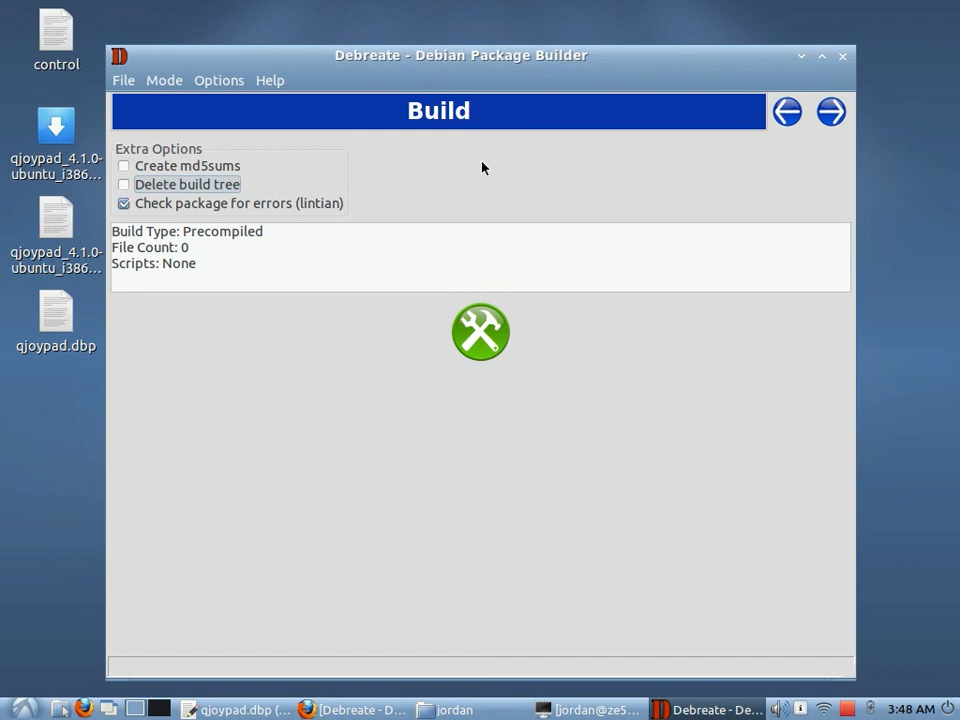 control
qjoypad_4.1.0-
ubuntu_i386...
qjoypad_4.1.0-
ubuntu_i386...
qjoypad.dbp
D
Debreate - Debian Package Builder
File Mode Options Help
Build
Extra Options
Create md5sums
Delete build tree
Check package for errors (lintian)
Build Type: Precompiled
File Count: 0
Scripts: None
qjoypad.dbp (...
[Debreate - D...
jordan
[jordan@ze5...
D
Debreate - De...
3:48 AM